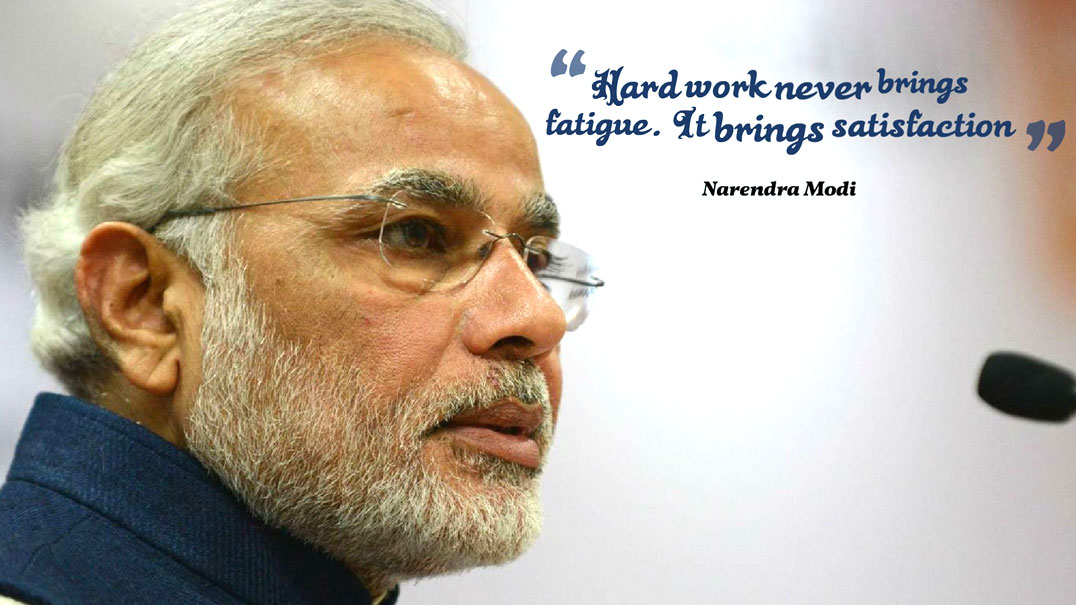 “Hard work never brings
fatigue. It brings satisfaction”
Narendra Modi